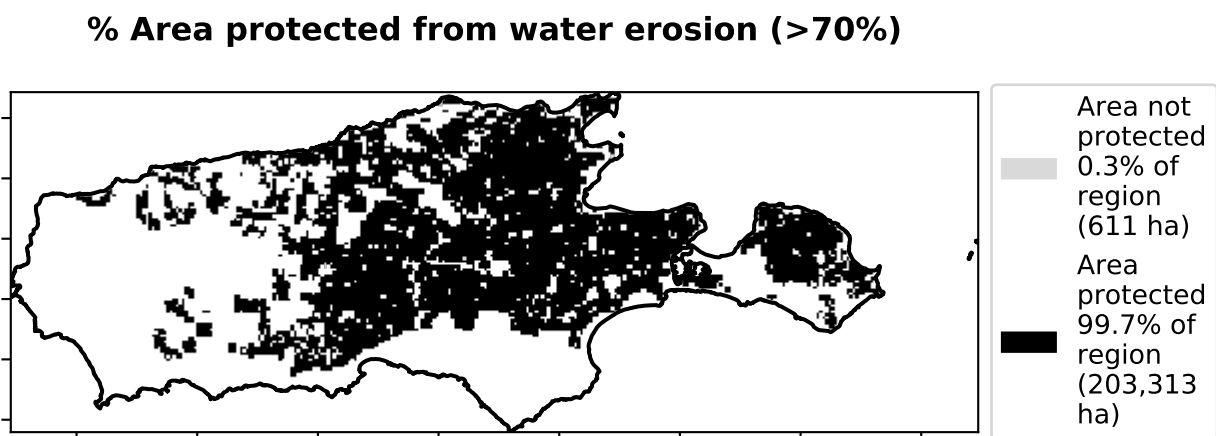 % Area protected from water erosion (>70%)
Area not
protected
0.3% of
region
(611 ha)
Area
protected
99.7% of
region
(203,313
ha)